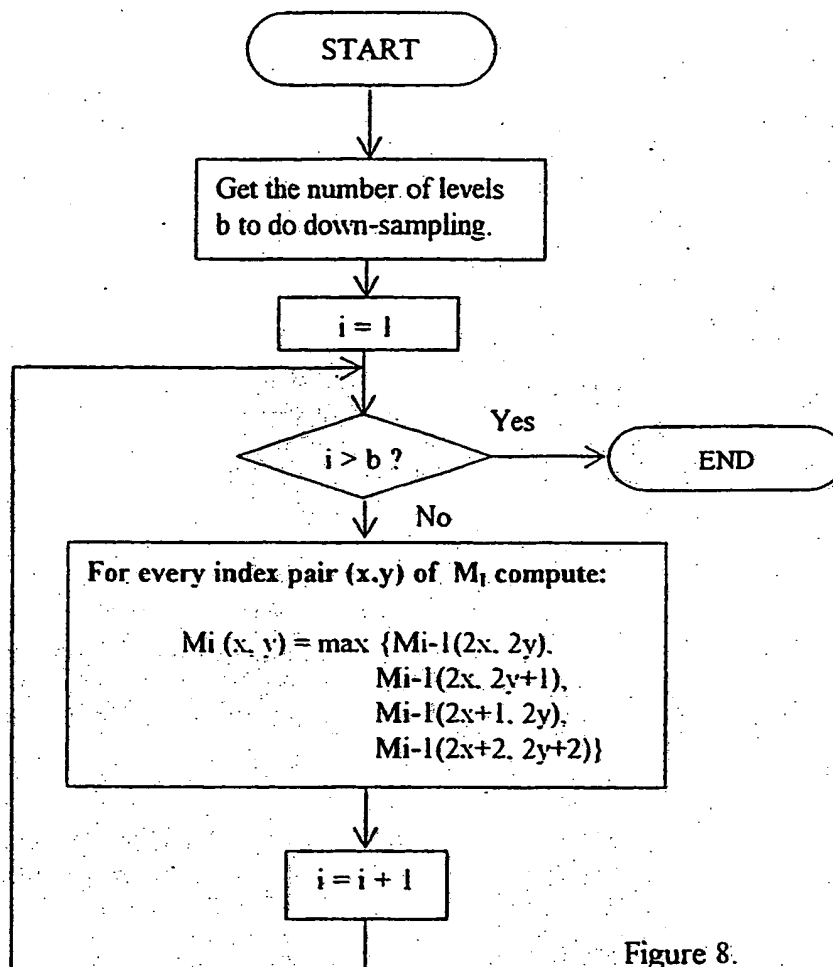 START
Get the number of levels
b to do down-sampling.
i = 1
i > b ?
Yes
END
No
For every index pair (x,y) of M_I compute:
Mi (x, y) = max {Mi-1(2x, 2y),
Mi-1(2x, 2y+1),
Mi-1(2x+1, 2y),
Mi-1(2x+2, 2y+2)}
i = i + 1
Figure 8.